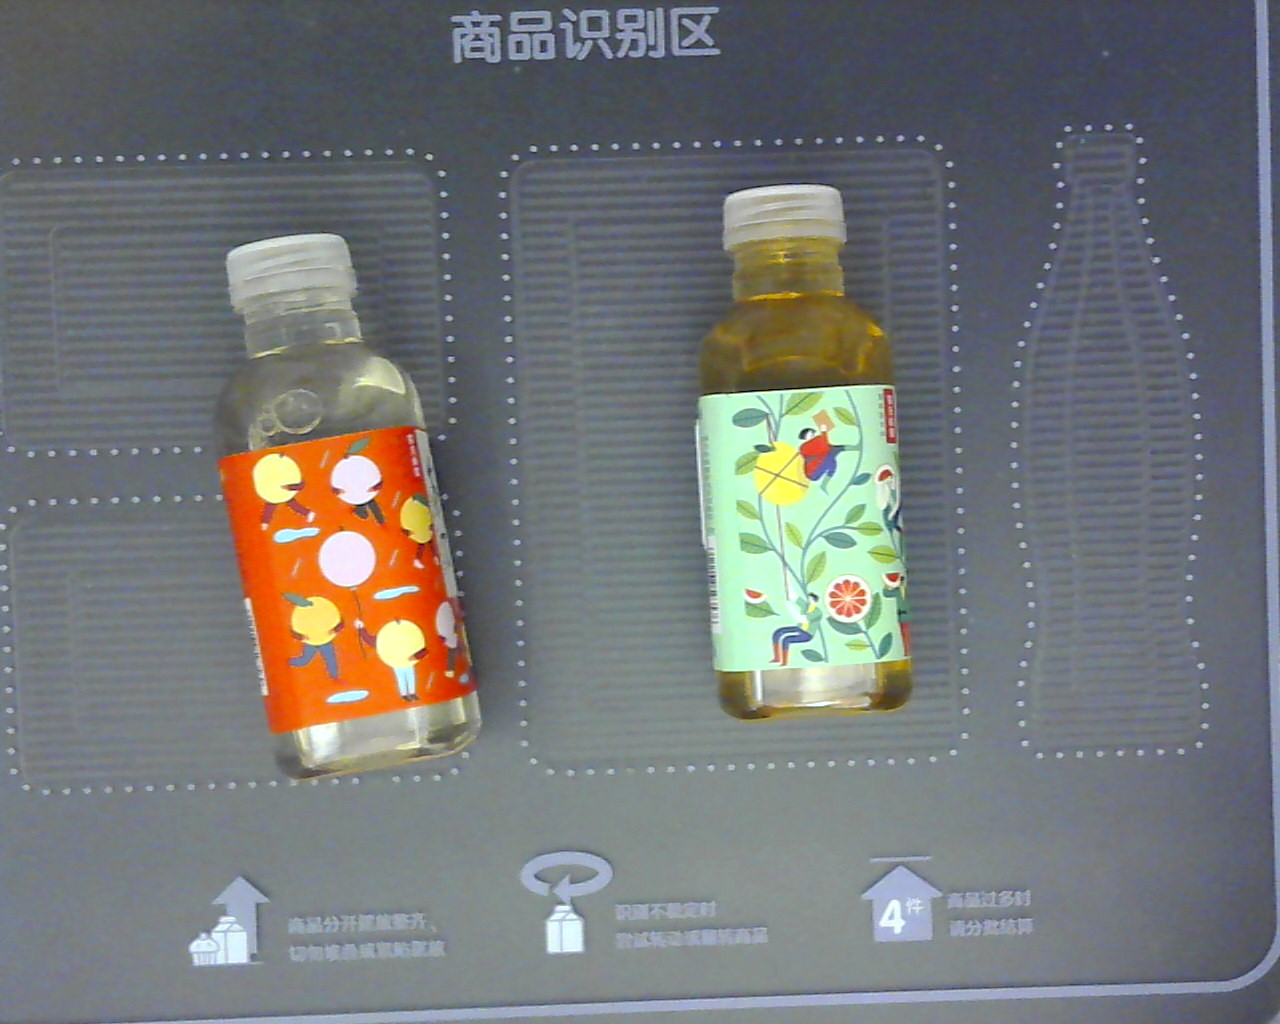 商品识别区
商品分开摆放整齐、
切勿堆叠或紧贴摆放
识别不稳定时
尝试转动或翻转商品
4件
商品过多时
请分批结算